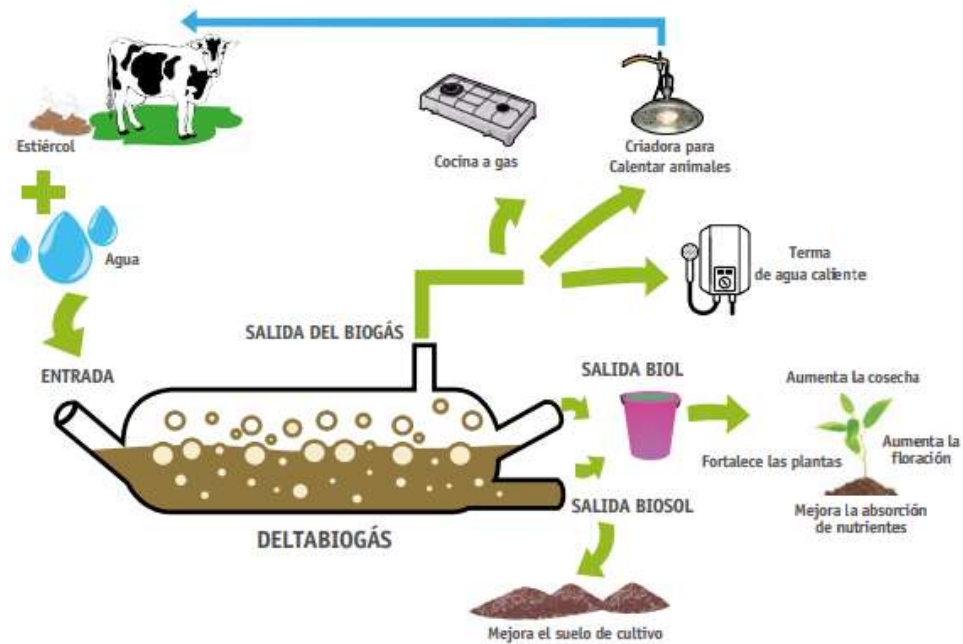 Estiércol
Agua
ENTRADA
Cocina a gas
Criadora para
Calentar animales
Terma
de agua caliente
SALIDA DEL BIOGÁS
SALIDA BIOL
SALIDA BIOSOL
DELTABIOGÁS
Aumenta la cosecha
Fortalece las plantas
Aumenta la
floración
Mejora la absorción
de nutrientes
Mejora el suelo de cultivo